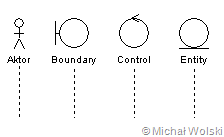 Aktor Boundary Control Entity
© Michał Wolski